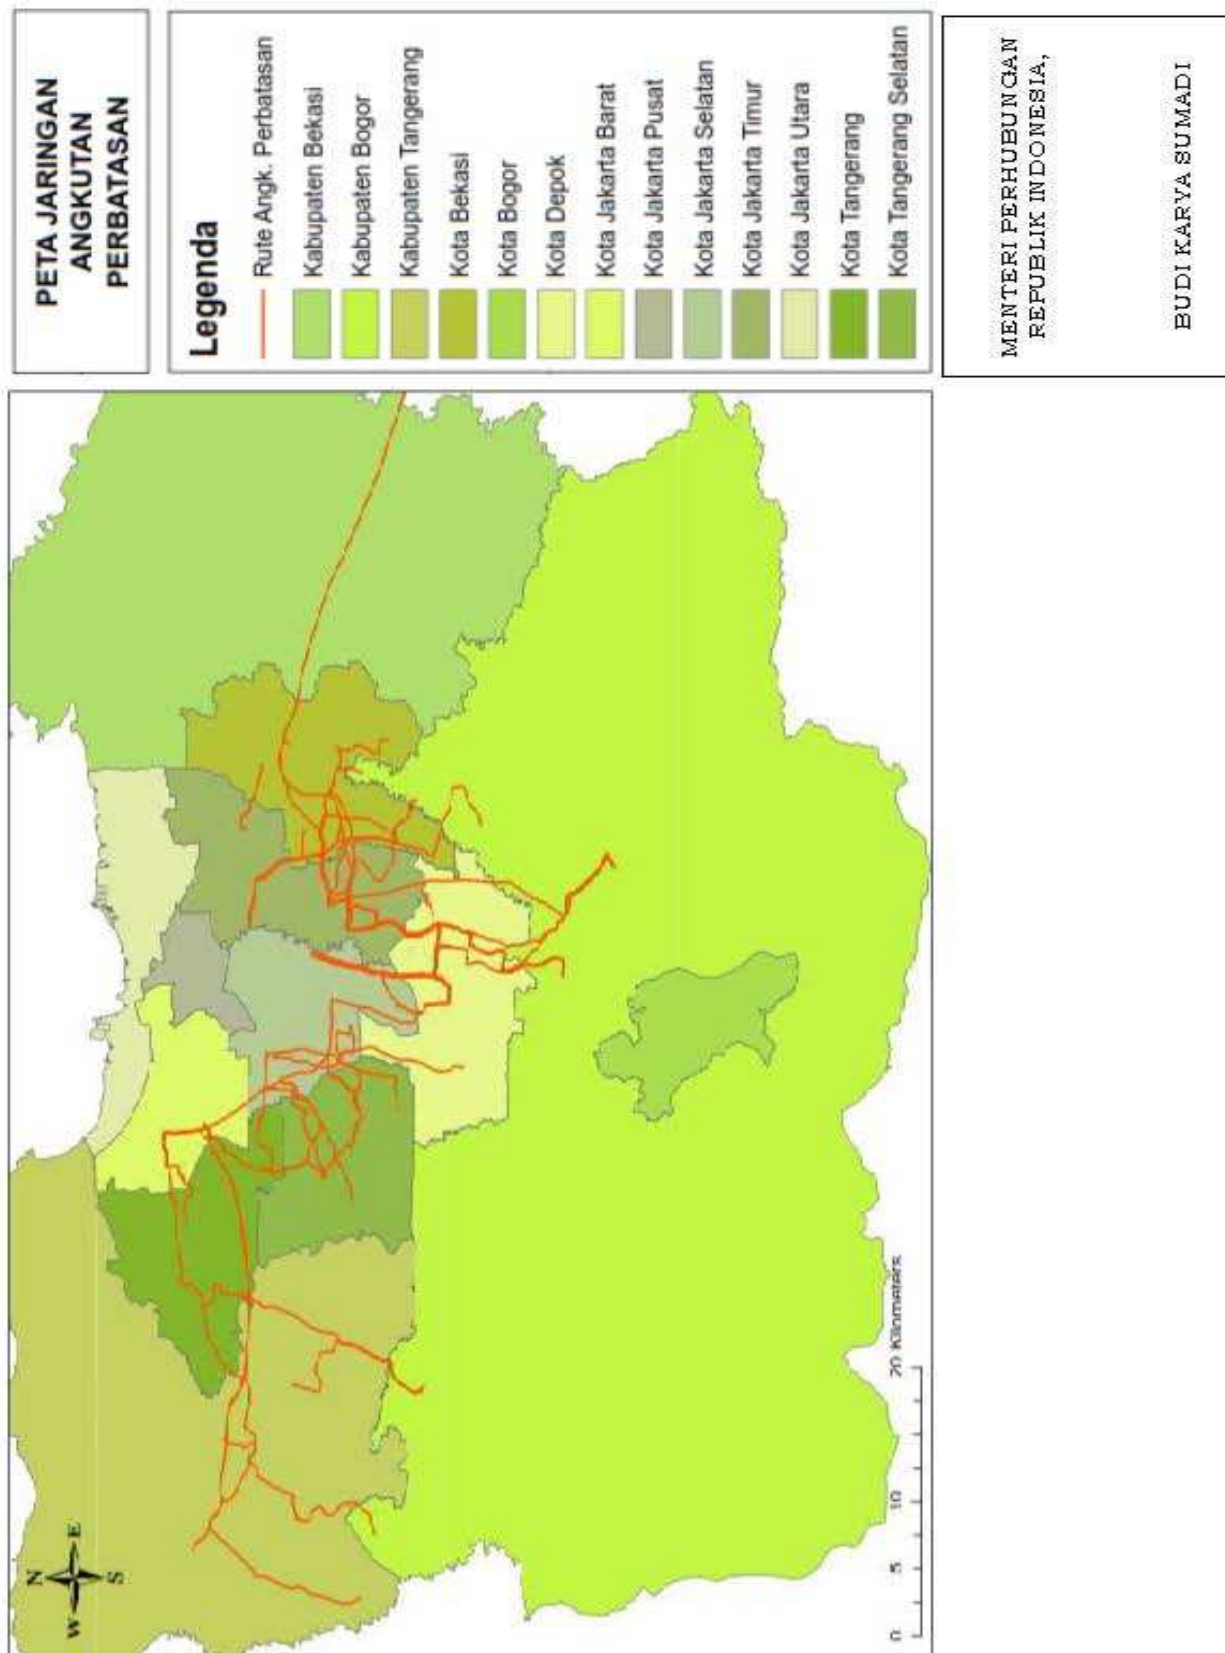 PETA JARINGAN
ANGKUTAN
PERBATASAN
Legenda
Rute Angk. Perbatasan
Kabupaten Bekasi
Kabupaten Bogor
Kabupaten Tangerang
Kota Bekasi
Kota Bogor
Kota Depok
Kota Jakarta Barat
Kota Jakarta Pusat
Kota Jakarta Selatan
Kota Jakarta Timur
Kota Jakarta Utara
Kota Tangerang
Kota Tangerang Selatan
MENTERI PERHUBUNGAN
REPUBLIK INDONESIA,
BUDI KARYA SUMADI
N
W E
S
0 5 10 20 Kilometers